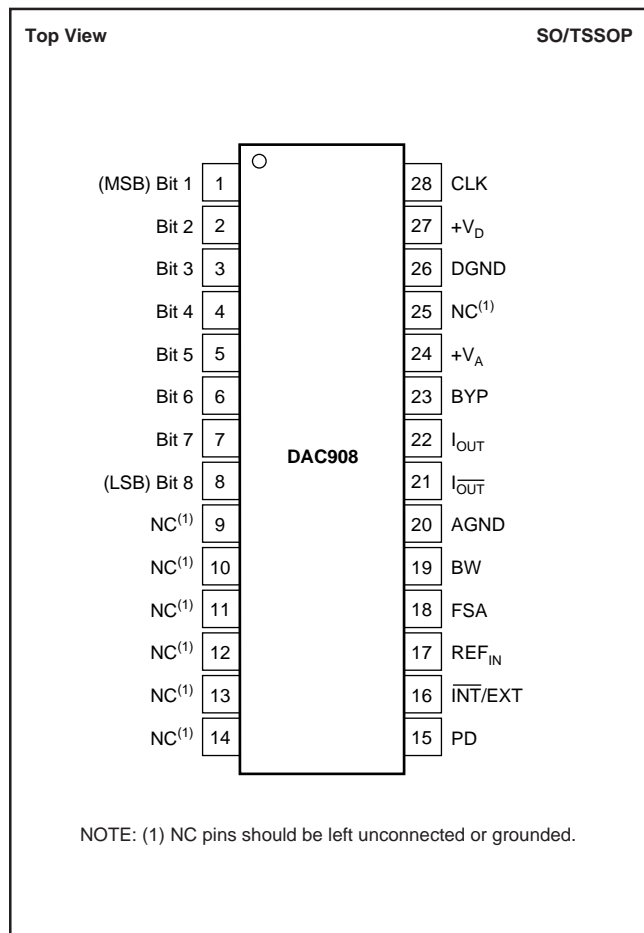 Top View SO/TSSOP
(MSB) Bit 1 1 28 CLK
Bit 2 2 27 +V_D
Bit 3 3 26 DGND
Bit 4 4 25 NC(1)
Bit 5 5 24 +V_A
Bit 6 6 23 BYP
Bit 7 7 22 I_OUT
DAC908
(LSB) Bit 8 8 21 I_O̅U̅T̅
NC(1) 9 20 AGND
NC(1) 10 19 BW
NC(1) 11 18 FSA
NC(1) 12 17 REF_IN
NC(1) 13 16 I̅N̅T̅/EXT
NC(1) 14 15 PD
NOTE: (1) NC pins should be left unconnected or grounded.